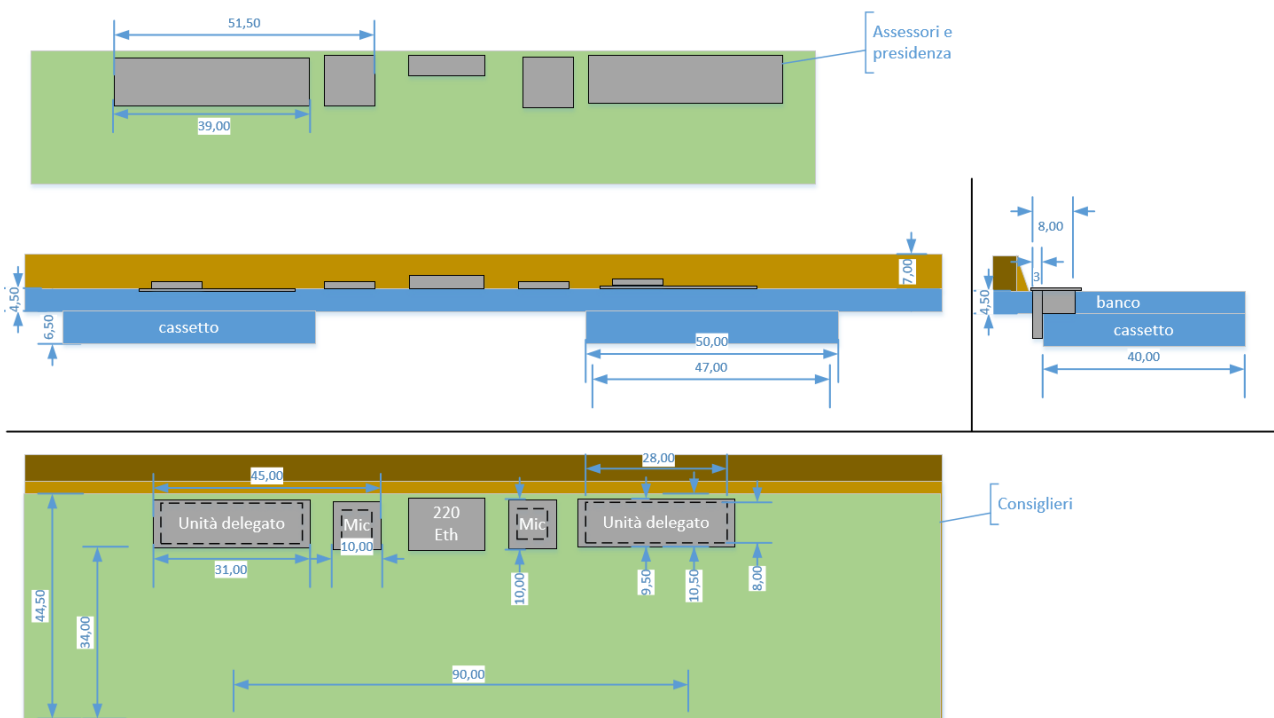 51,50
Assessori e
presidenza
39,00
8,00
7,00
3
4,50
4,50
banco
cassetto
cassetto
6,50
50,00
40,00
47,00
28,00
45,00
Consiglieri
Unità delegato
Mic
220
Eth
Mic
Unità delegato
10,00
31,00
10,00
9,50
10,50
8,00
44,50
34,00
90,00